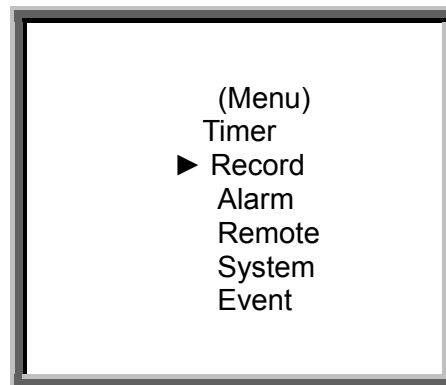 (Menu)
Timer
► Record
Alarm
Remote
System
Event